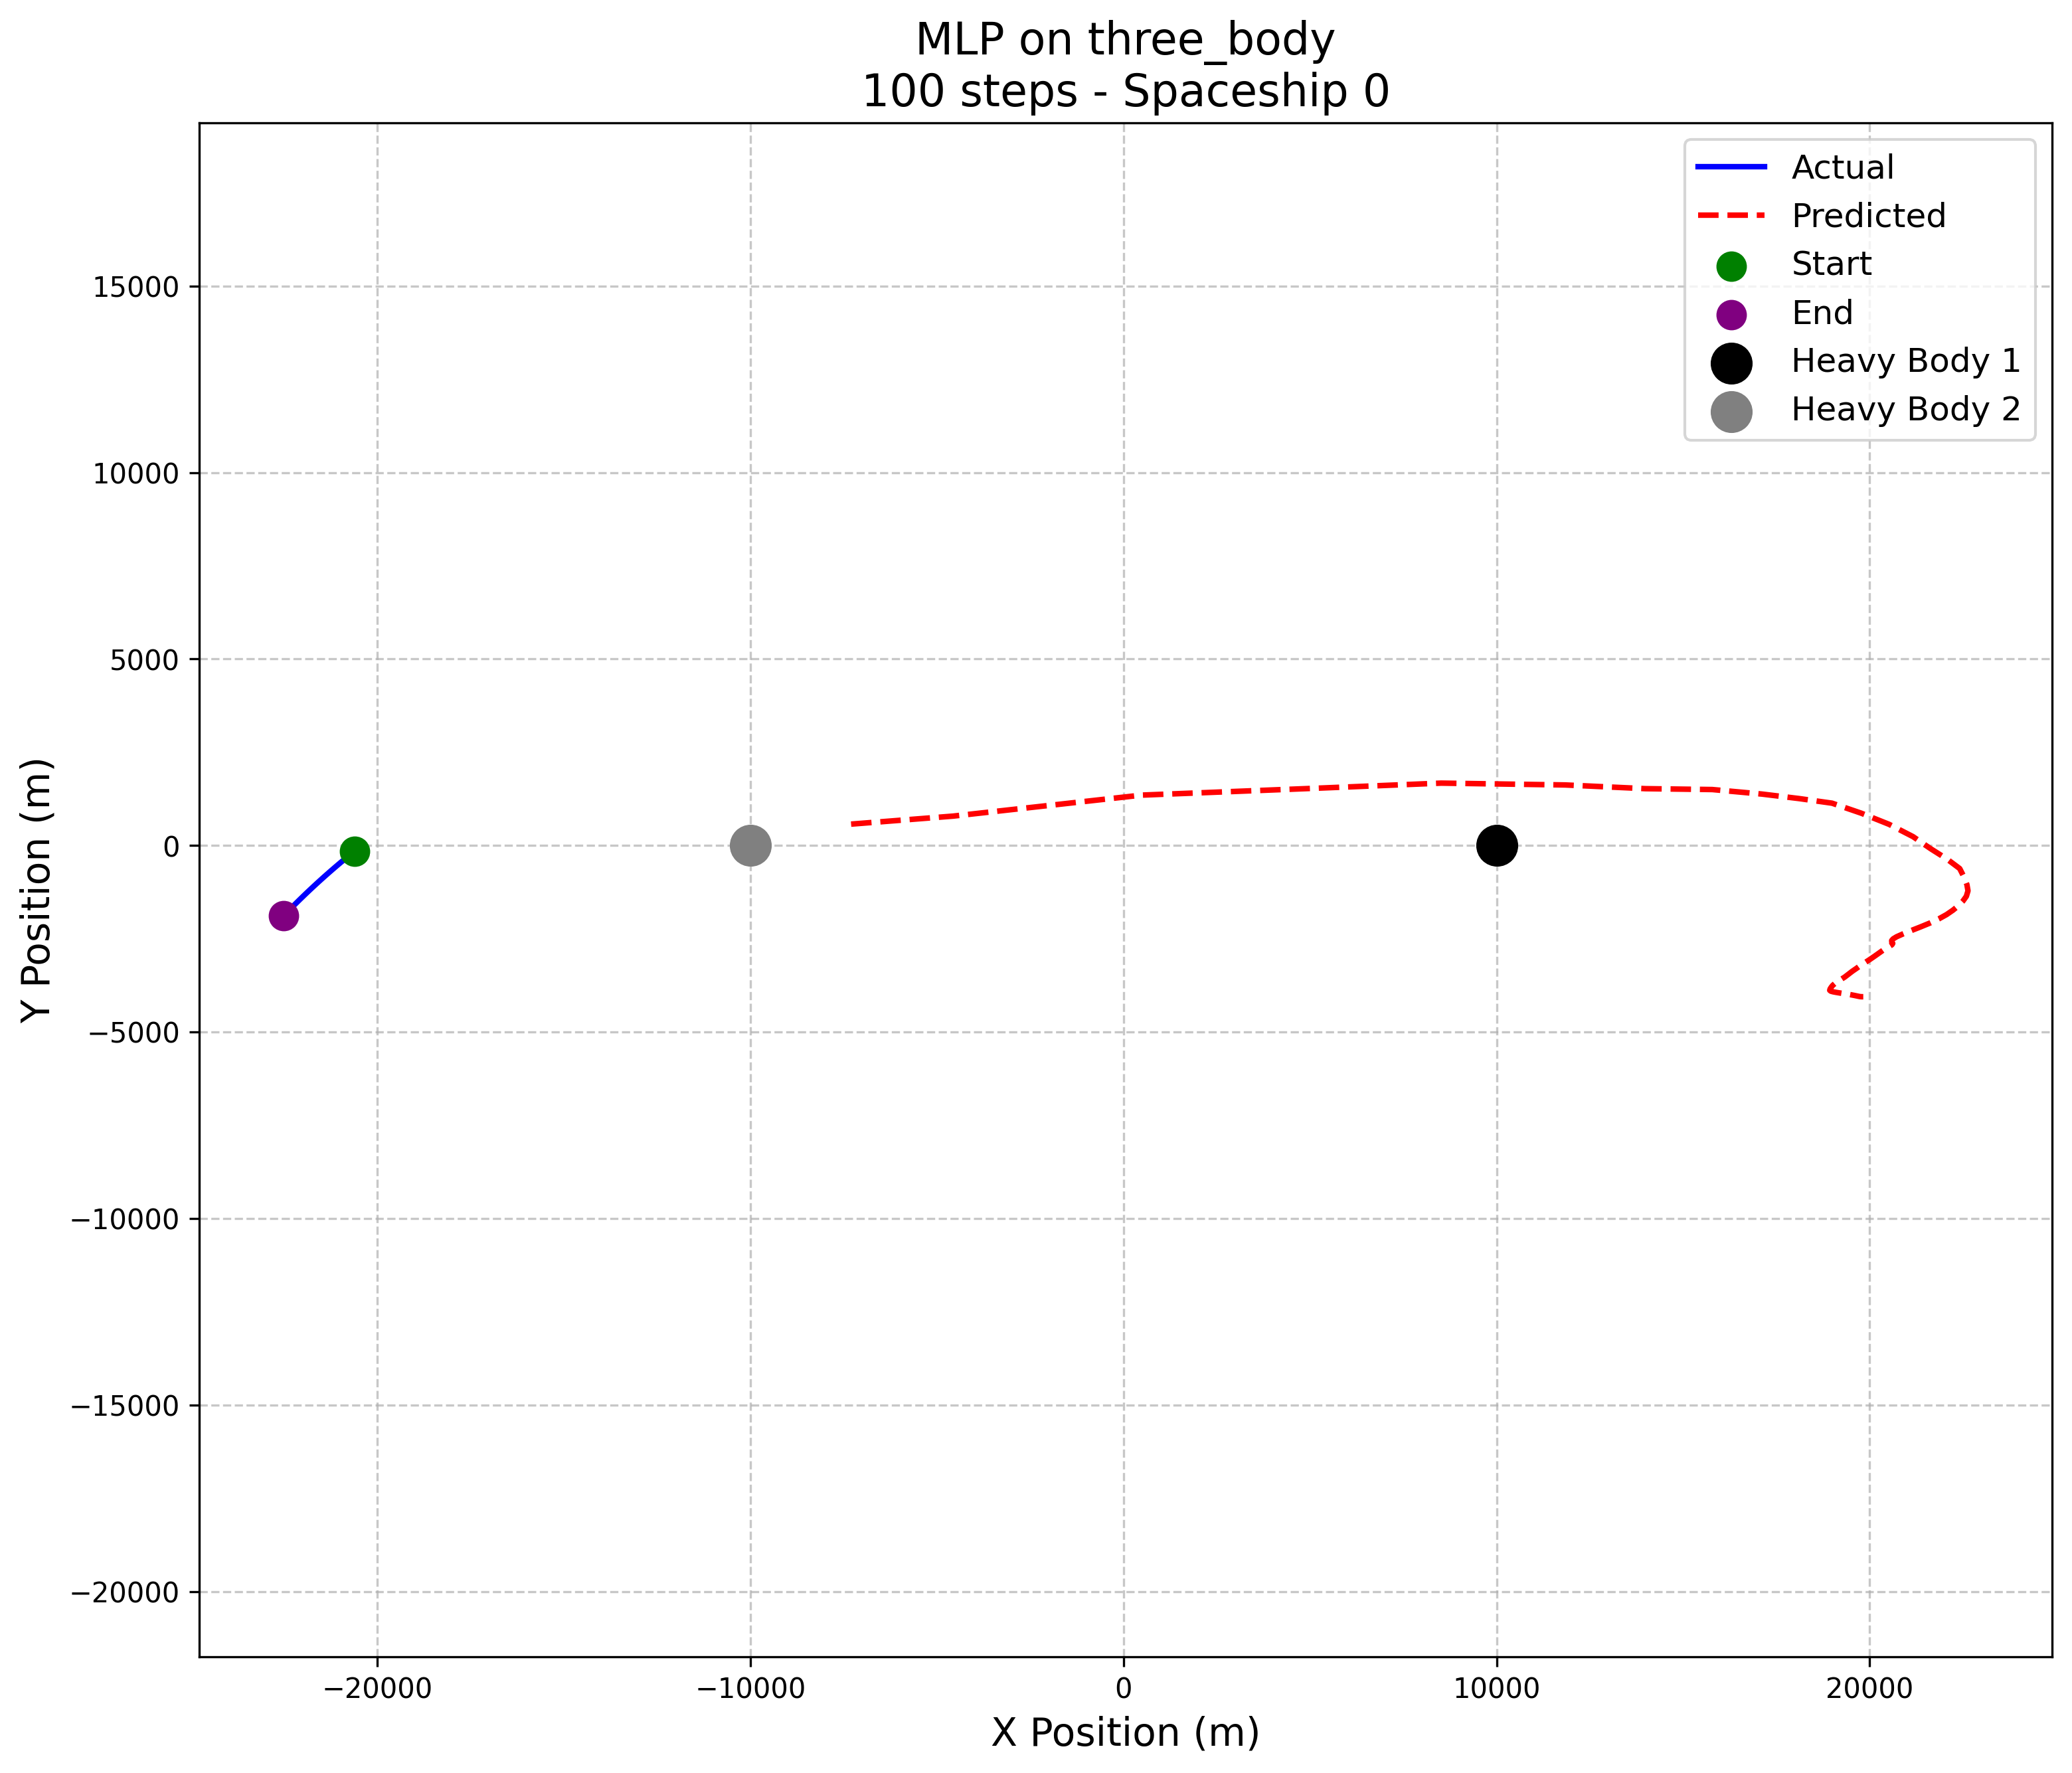 MLP on three_body
100 steps - Spaceship 0
Actual
Predicted
Start
End
Heavy Body 1
Heavy Body 2
Y Position (m)
15000
10000
5000
0
−5000
−10000
−15000
−20000
−20000
−10000
0
10000
20000
X Position (m)